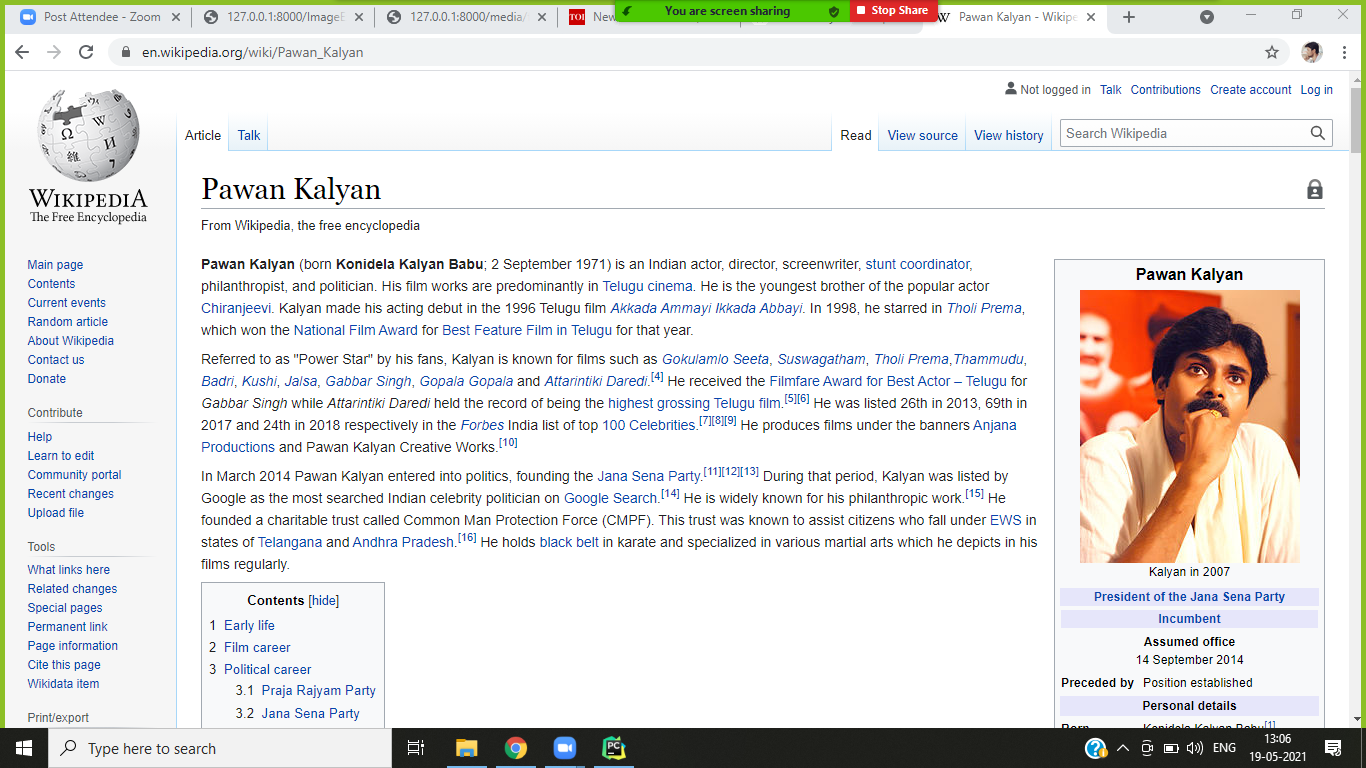 Post Attendee - Zoom
127.0.0.1:8000/ImageE
127.0.0.1:8000/media/
TOI
New
You are screen sharing
Stop Share
W Pawan Kalyan - Wikipe
en.wikipedia.org/wiki/Pawan_Kalyan
Not logged in Talk Contributions Create account Log in
Article Talk
Read View source View history
Search Wikipedia
WIKIPEDIA
The Free Encyclopedia
Pawan Kalyan
From Wikipedia, the free encyclopedia
Main page
Contents
Current events
Random article
About Wikipedia
Contact us
Donate
Contribute
Help
Learn to edit
Community portal
Recent changes
Upload file
Tools
What links here
Related changes
Special pages
Permanent link
Page information
Cite this page
Wikidata item
Print/export
Pawan Kalyan (born Konidela Kalyan Babu; 2 September 1971) is an Indian actor, director, screenwriter, stunt coordinator,
philanthropist, and politician. His film works are predominantly in Telugu cinema. He is the youngest brother of the popular actor
Chiranjeevi. Kalyan made his acting debut in the 1996 Telugu film Akkada Ammayi Ikkada Abbayi. In 1998, he starred in Tholi Prema,
which won the National Film Award for Best Feature Film in Telugu for that year.
Referred to as "Power Star" by his fans, Kalyan is known for films such as Gokulamlo Seeta, Suswagatham, Tholi Prema,Thammudu,
Badri, Kushi, Jalsa, Gabbar Singh, Gopala Gopala and Attarintiki Daredi.[4] He received the Filmfare Award for Best Actor – Telugu for
Gabbar Singh while Attarintiki Daredi held the record of being the highest grossing Telugu film.[5][6] He was listed 26th in 2013, 69th in
2017 and 24th in 2018 respectively in the Forbes India list of top 100 Celebrities.[7][8][9] He produces films under the banners Anjana
Productions and Pawan Kalyan Creative Works.[10]
In March 2014 Pawan Kalyan entered into politics, founding the Jana Sena Party.[11][12][13] During that period, Kalyan was listed by
Google as the most searched Indian celebrity politician on Google Search.[14] He is widely known for his philanthropic work.[15] He
founded a charitable trust called Common Man Protection Force (CMPF). This trust was known to assist citizens who fall under EWS in
states of Telangana and Andhra Pradesh.[16] He holds black belt in karate and specialized in various martial arts which he depicts in his
films regularly.
Contents [hide]
1 Early life
2 Film career
3 Political career
3.1 Praja Rajyam Party
3.2 Jana Sena Party
Pawan Kalyan
Kalyan in 2007
President of the Jana Sena Party
Incumbent
Assumed office
14 September 2014
Preceded by Position established
Personal details
Born Konidela Kalyan Babu[1]
Type here to search
PC
ENG
13:06
19-05-2021